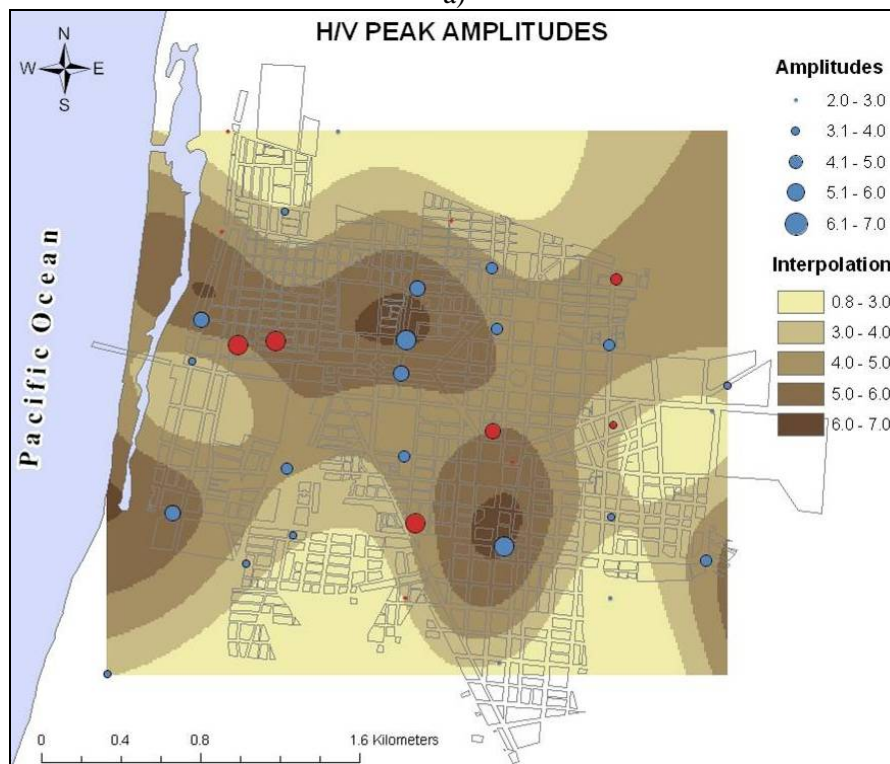 a)
H/V PEAK AMPLITUDES
N
W E
S
Amplitudes
2.0 - 3.0
3.1 - 4.0
4.1 - 5.0
5.1 - 6.0
6.1 - 7.0
Interpolation
0.8 - 3.0
3.0 - 4.0
4.0 - 5.0
5.0 - 6.0
6.0 - 7.0
Pacific Ocean
0 0.4 0.8 1.6 Kilometers